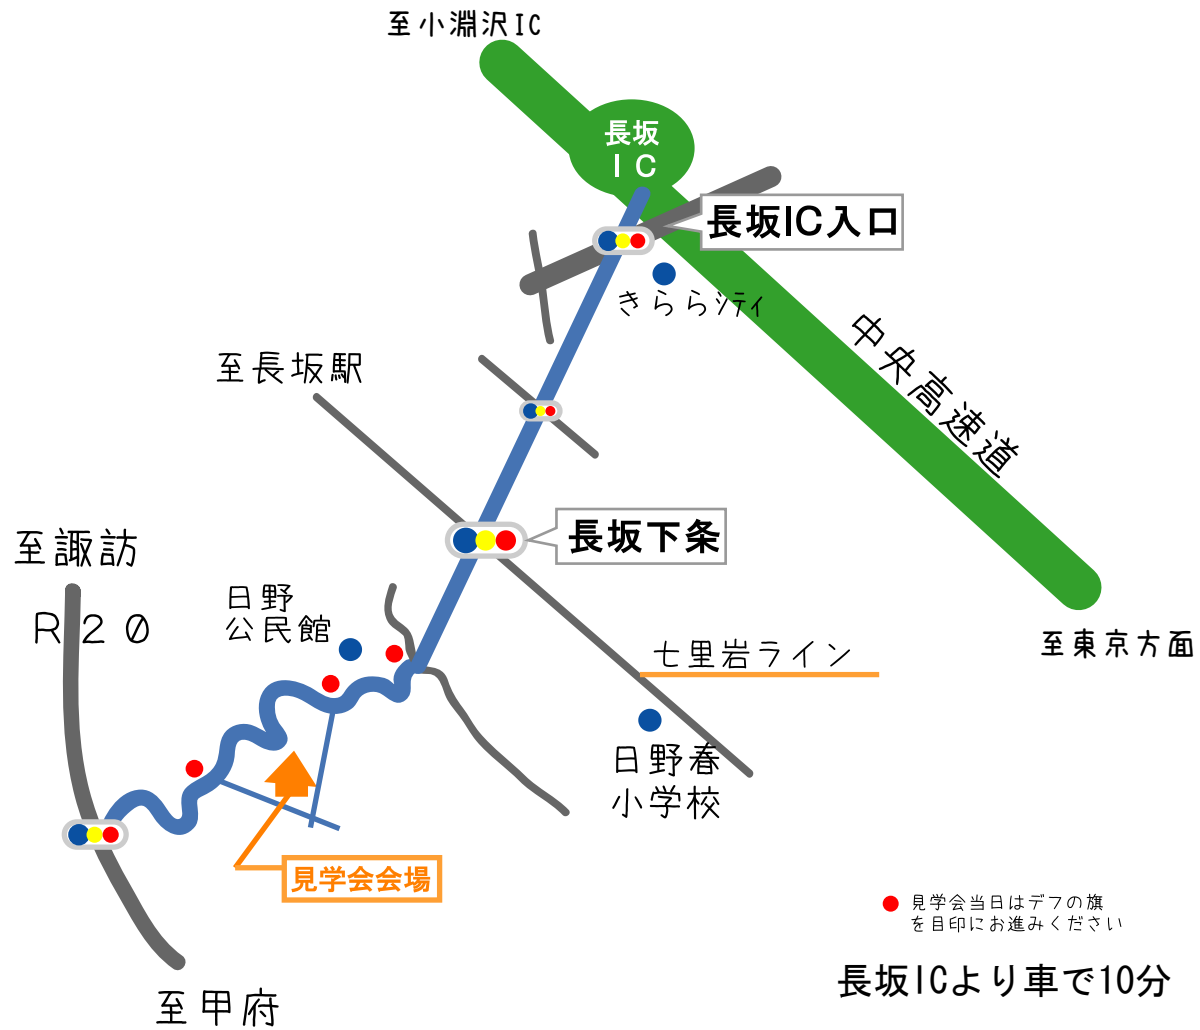 至小淵沢IC
長坂
IC
長坂IC入口
きららｼﾃｨ
中央高速道
至長坂駅
長坂下条
至諏訪
R20
日野
公民館
至東京方面
七里岩ライン
日野春
小学校
見学会会場
見学会当日はデフの旗
を目印にお進みください
長坂ICより車で10分
至甲府